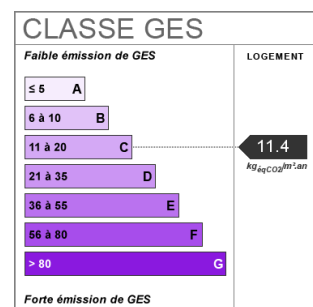 CLASSE GES
Faible émission de GES
LOGEMENT
≤ 5 A
6 à 10 B
11 à 20 C
11.4
kgéqCO2/m².an
21 à 35 D
36 à 55 E
56 à 80 F
> 80 G
Forte émission de GES